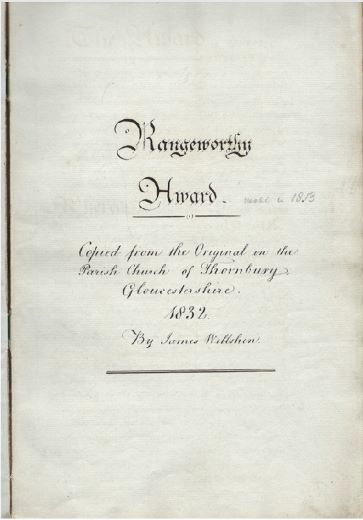 Rangeworthy
Award. made in 1813
Copied from the Original in the
Parish Church of Thornbury
Gloucestershire.
1832.
By James